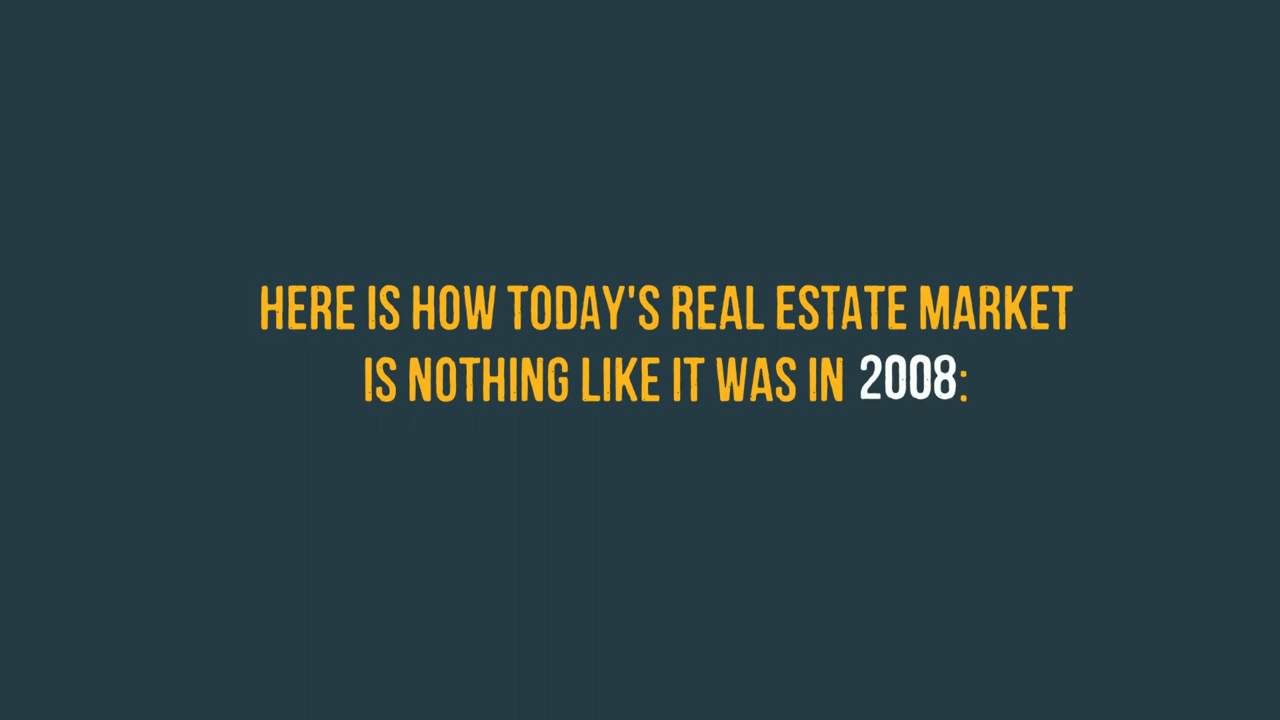 HERE IS HOW TODAY'S REAL ESTATE MARKET
IS NOTHING LIKE IT WAS IN 2008: